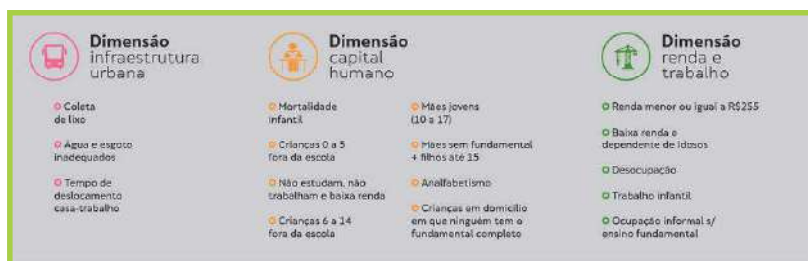 Dimensão
infraestrutura
urbana
Coleta
de lixo
Água e esgoto
inadequados
Tempo de
deslocamento
casa-trabalho
Dimensão
capital
humano
Mortalidade
infantil
Crianças 0 a 5
fora da escola
Não estudam, não
trabalham e baixa renda
Crianças 6 a 14
fora da escola
Mães jovens
(10 a 17)
Mães sem fundamental
+ filhos até 15
Analfabetismo
Crianças em domicílio
em que ninguém tem o
fundamental completo
Dimensão
renda e
trabalho
Renda menor ou igual a R$255
Baixa renda e
dependente de idosos
Desocupação
Trabalho infantil
Ocupação informal s/
ensino fundamental